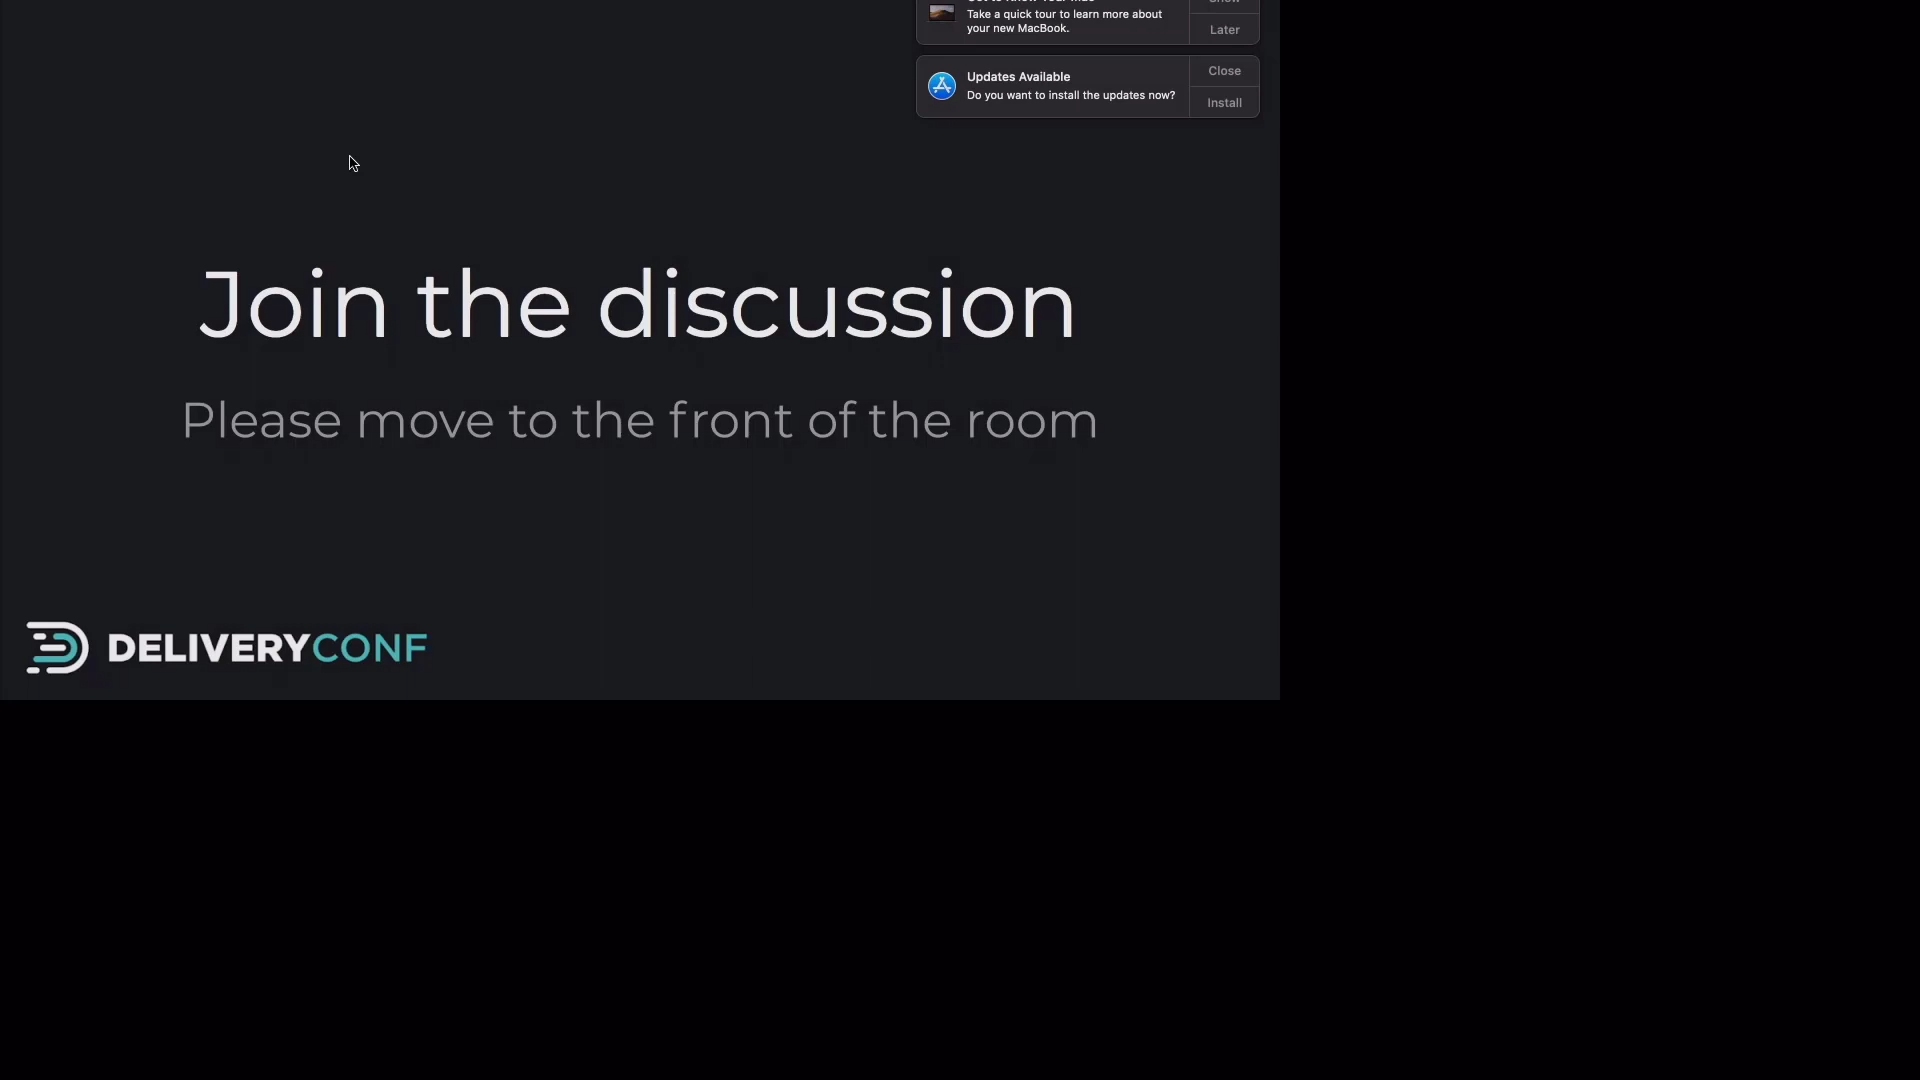 Take a quick tour to learn more about
your new MacBook.
Later
Updates Available
Do you want to install the updates now?
Close
Install
Join the discussion
Please move to the front of the room
DELIVERYCONF